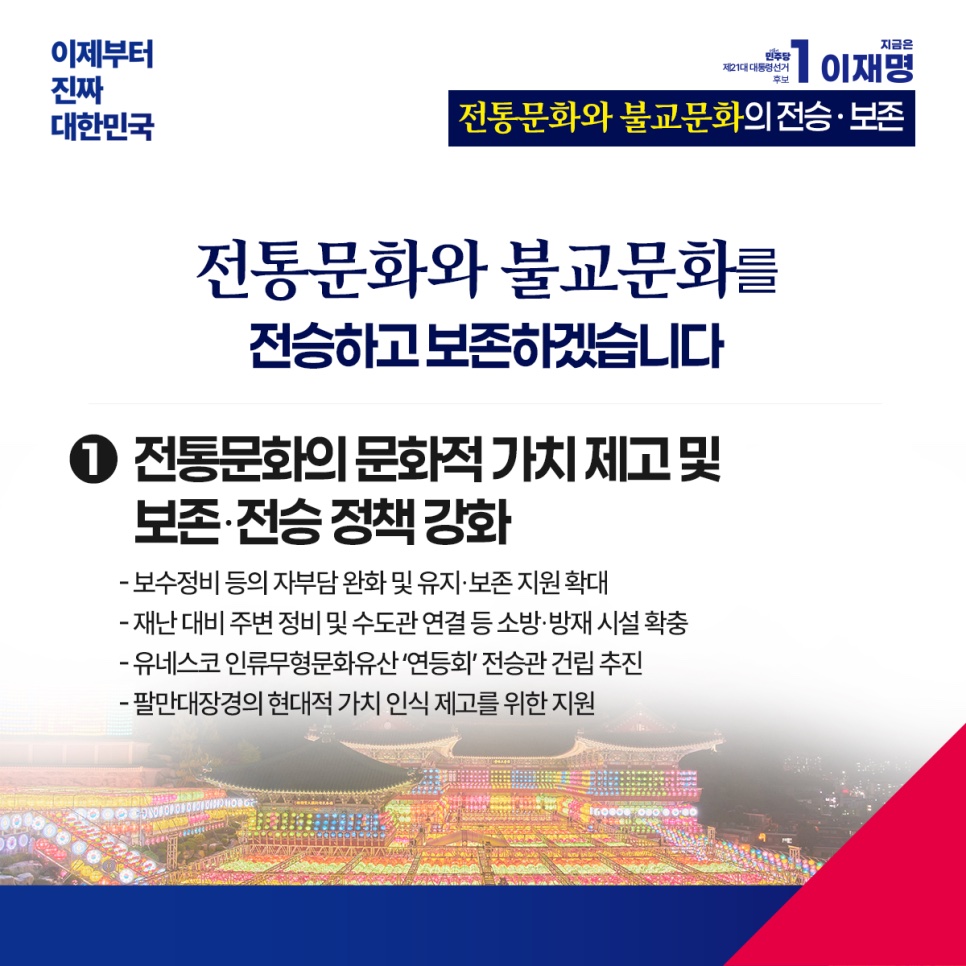 이제부터
진짜
대한민국
더불어
민주당
제21대 대통령선거
후보
1
지금은
이재명
전통문화와 불교문화의 전승·보존
전통문화와 불교문화를
전승하고 보존하겠습니다
1 전통문화의 문화적 가치 제고 및
보존·전승 정책 강화
- 보수정비 등의 자부담 완화 및 유지·보존 지원 확대
- 재난 대비 주변 정비 및 수도관 연결 등 소방·방재 시설 확충
- 유네스코 인류무형문화유산 ‘연등회’ 전승관 건립 추진
- 팔만대장경의 현대적 가치 인식 제고를 위한 지원